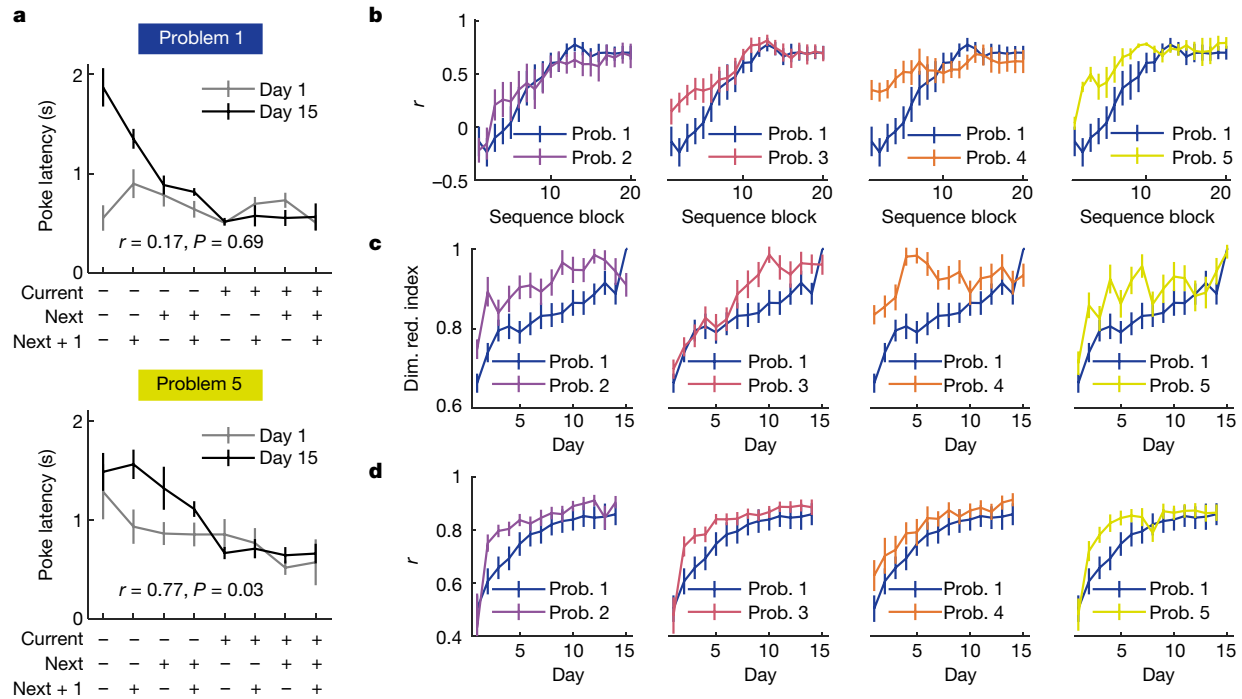 a
Problem 1
Poke latency (s)
2
1
0
Day 1
Day 15
r = 0.17, P = 0.69
Current – – – – + + + +
Next – – + + – – + +
Next + 1 – + – + – + – +
Problem 5
Poke latency (s)
2
1
0
Day 1
Day 15
r = 0.77, P = 0.03
Current – – – – + + + +
Next – – + + – – + +
Next + 1 – + – + – + – +
b
r
1
0.5
0
–0.5
Prob. 1
Prob. 2
10 20
Sequence block
Prob. 1
Prob. 3
10 20
Sequence block
Prob. 1
Prob. 4
10 20
Sequence block
Prob. 1
Prob. 5
10 20
Sequence block
c
Dim. red. index
1
0.8
0.6
Prob. 1
Prob. 2
5 10 15
Day
Prob. 1
Prob. 3
5 10 15
Day
Prob. 1
Prob. 4
5 10 15
Day
Prob. 1
Prob. 5
5 10 15
Day
d
r
1
0.8
0.6
0.4
Prob. 1
Prob. 2
5 10 15
Day
Prob. 1
Prob. 3
5 10 15
Day
Prob. 1
Prob. 4
5 10 15
Day
Prob. 1
Prob. 5
5 10 15
Day